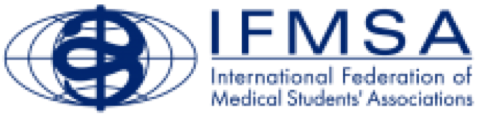 IFMSA
International Federation of
Medical Students' Associations